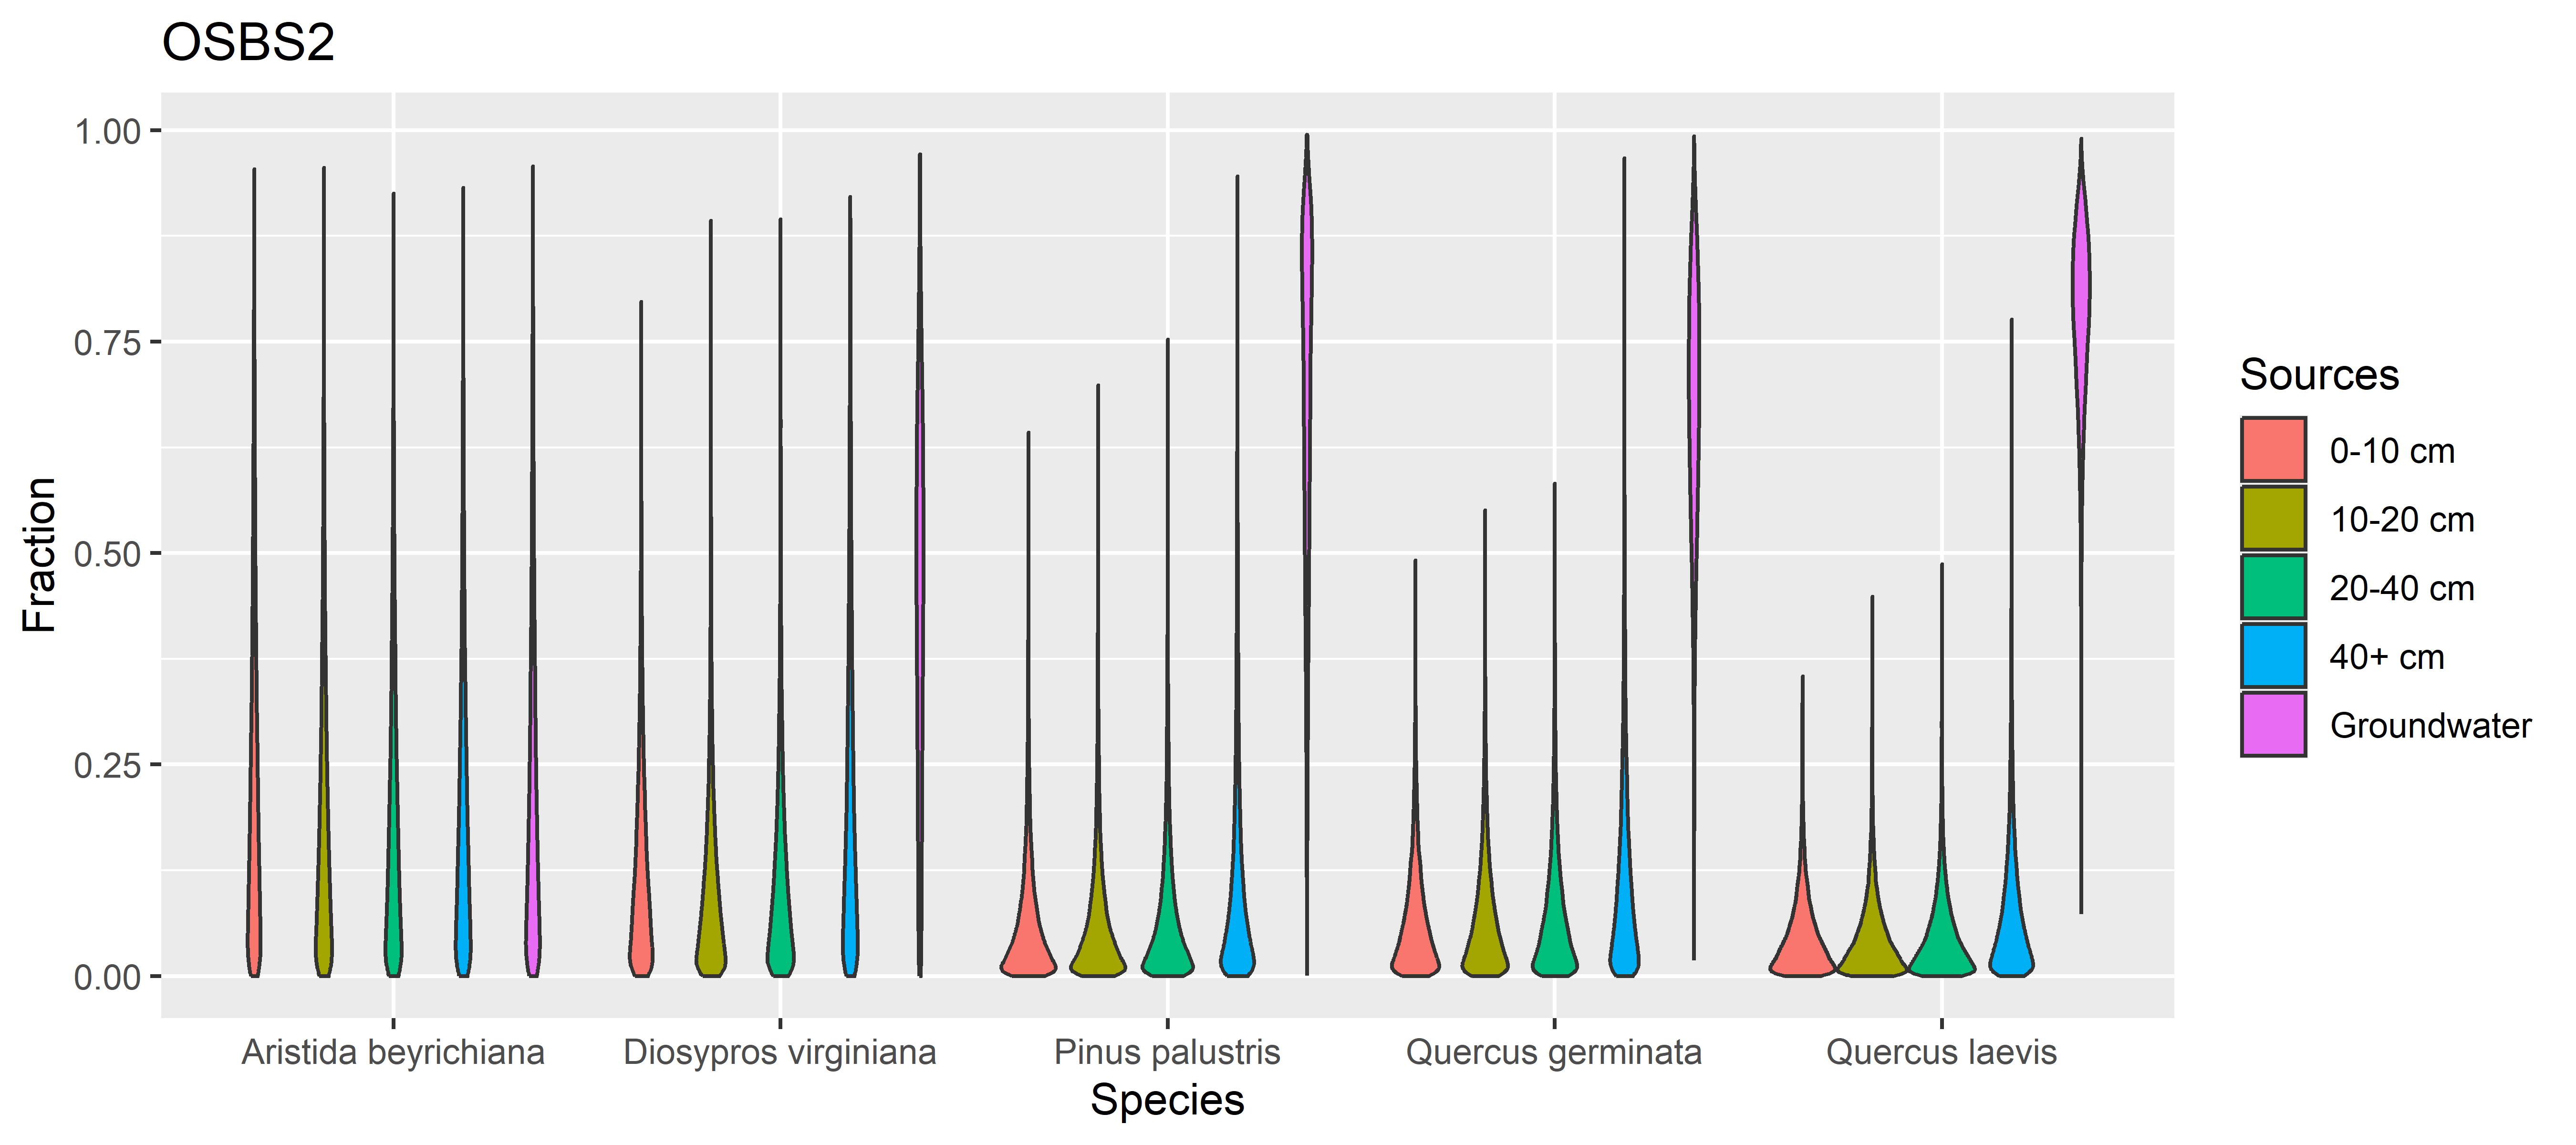 OSBS2
1.00
0.75
0.50
0.25
0.00
Fraction
Aristida beyrichiana
Diosypros virginiana
Pinus palustris
Quercus germinata
Quercus laevis
Species
Sources
0-10 cm
10-20 cm
20-40 cm
40+ cm
Groundwater